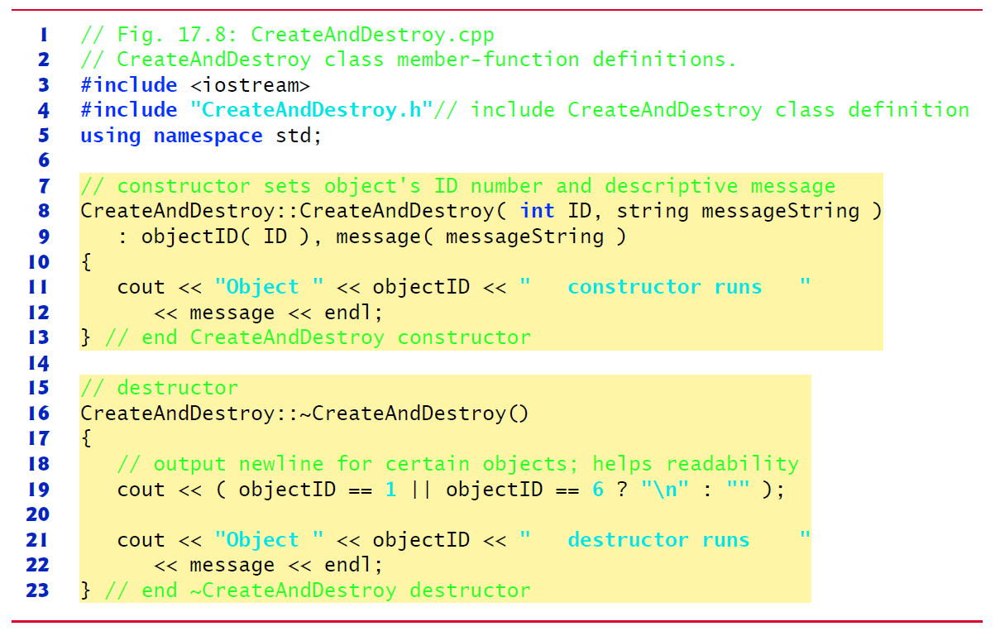 1 // Fig. 17.8: CreateAndDestroy.cpp
2 // CreateAndDestroy class member-function definitions.
3 #include <iostream>
4 #include "CreateAndDestroy.h"// include CreateAndDestroy class definition
5 using namespace std;
6
7 // constructor sets object's ID number and descriptive message
8 CreateAndDestroy::CreateAndDestroy( int ID, string messageString )
9    : objectID( ID ), message( messageString )
10 {
11    cout << "Object " << objectID << "   constructor runs   "
12       << message << endl;
13 } // end CreateAndDestroy constructor
14
15 // destructor
16 CreateAndDestroy::~CreateAndDestroy()
17 {
18    // output newline for certain objects; helps readability
19    cout << ( objectID == 1 || objectID == 6 ? "\n" : "" );
20
21    cout << "Object " << objectID << "   destructor runs    "
22       << message << endl;
23 } // end ~CreateAndDestroy destructor